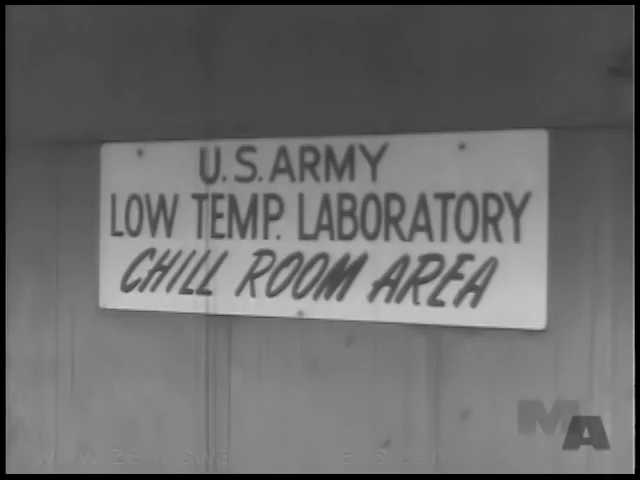 U.S. ARMY
LOW TEMP. LABORATORY
CHILL ROOM AREA
MA